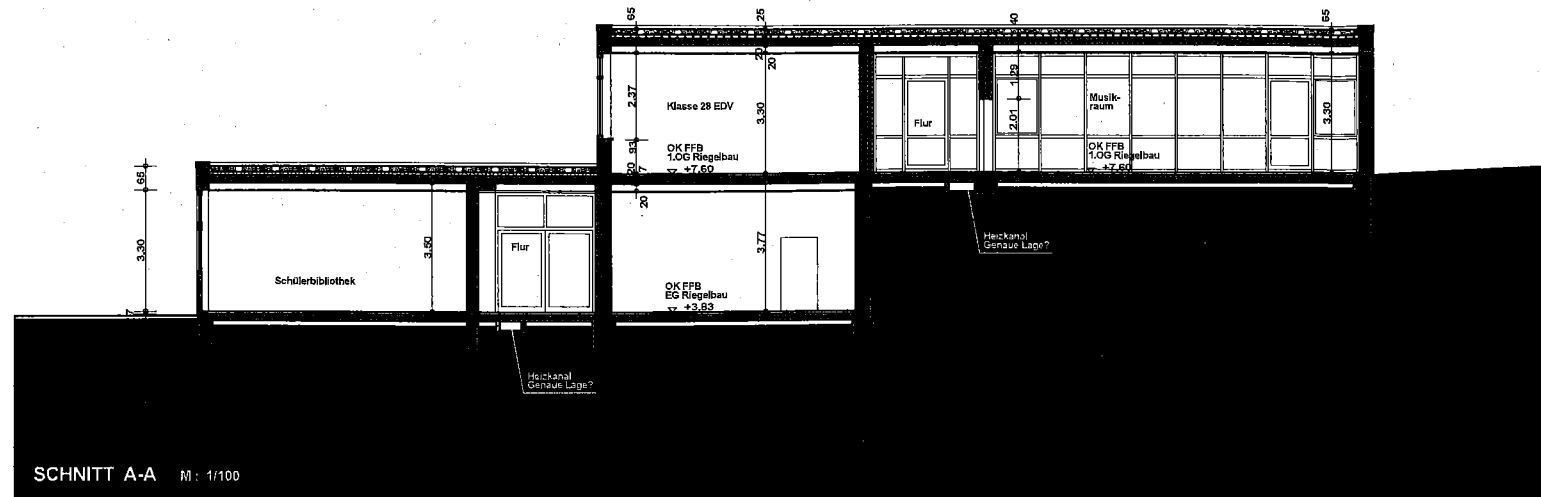 65
25
40
65
20
20
1.29
2.37
Klasse 28 EDV
3.30
Musik-
raum
3.30
Flur
2.01
93
OK FFB
1.OG Riegelbau
+7.60
OK FFB
1.OG Riegelbau
+7.60
20
7
65
20
Heizkanal
Genaue Lage?
3.30
3.50
Flur
3.77
Schülerbibliothek
OK FFB
EG Riegelbau
+3.83
7
Heizkanal
Genaue Lage?
SCHNITT A-A M: 1/100